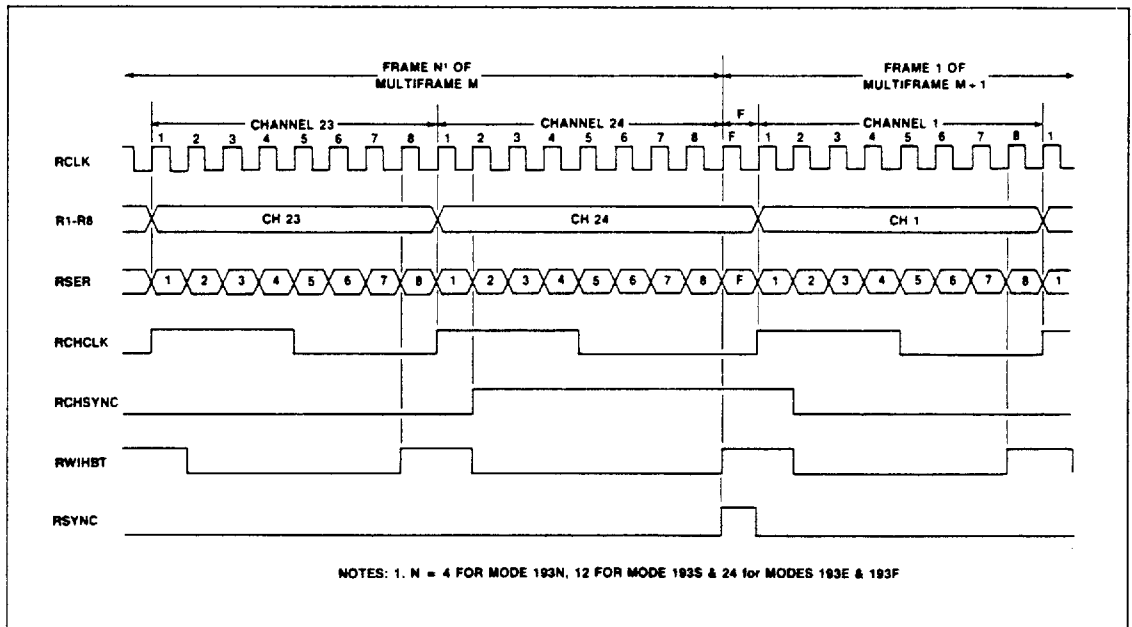 FRAME N¹ OF
MULTIFRAME M
FRAME 1 OF
MULTIFRAME M + 1
F
CHANNEL 23
CHANNEL 24
CHANNEL 1
1 2 3 4 5 6 7 8 1 2 3 4 5 6 7 8 F 1 2 3 4 5 6 7 8 1
RCLK
R1-R8 CH 23 CH 24 CH 1
RSER 1 2 3 4 5 6 7 8 1 2 3 4 5 6 7 8 F 1 2 3 4 5 6 7 8 1
RCHCLK
RCHSYNC
RWIHBT
RSYNC
NOTES: 1. N = 4 FOR MODE 193N, 12 FOR MODE 193S & 24 for MODES 193E & 193F